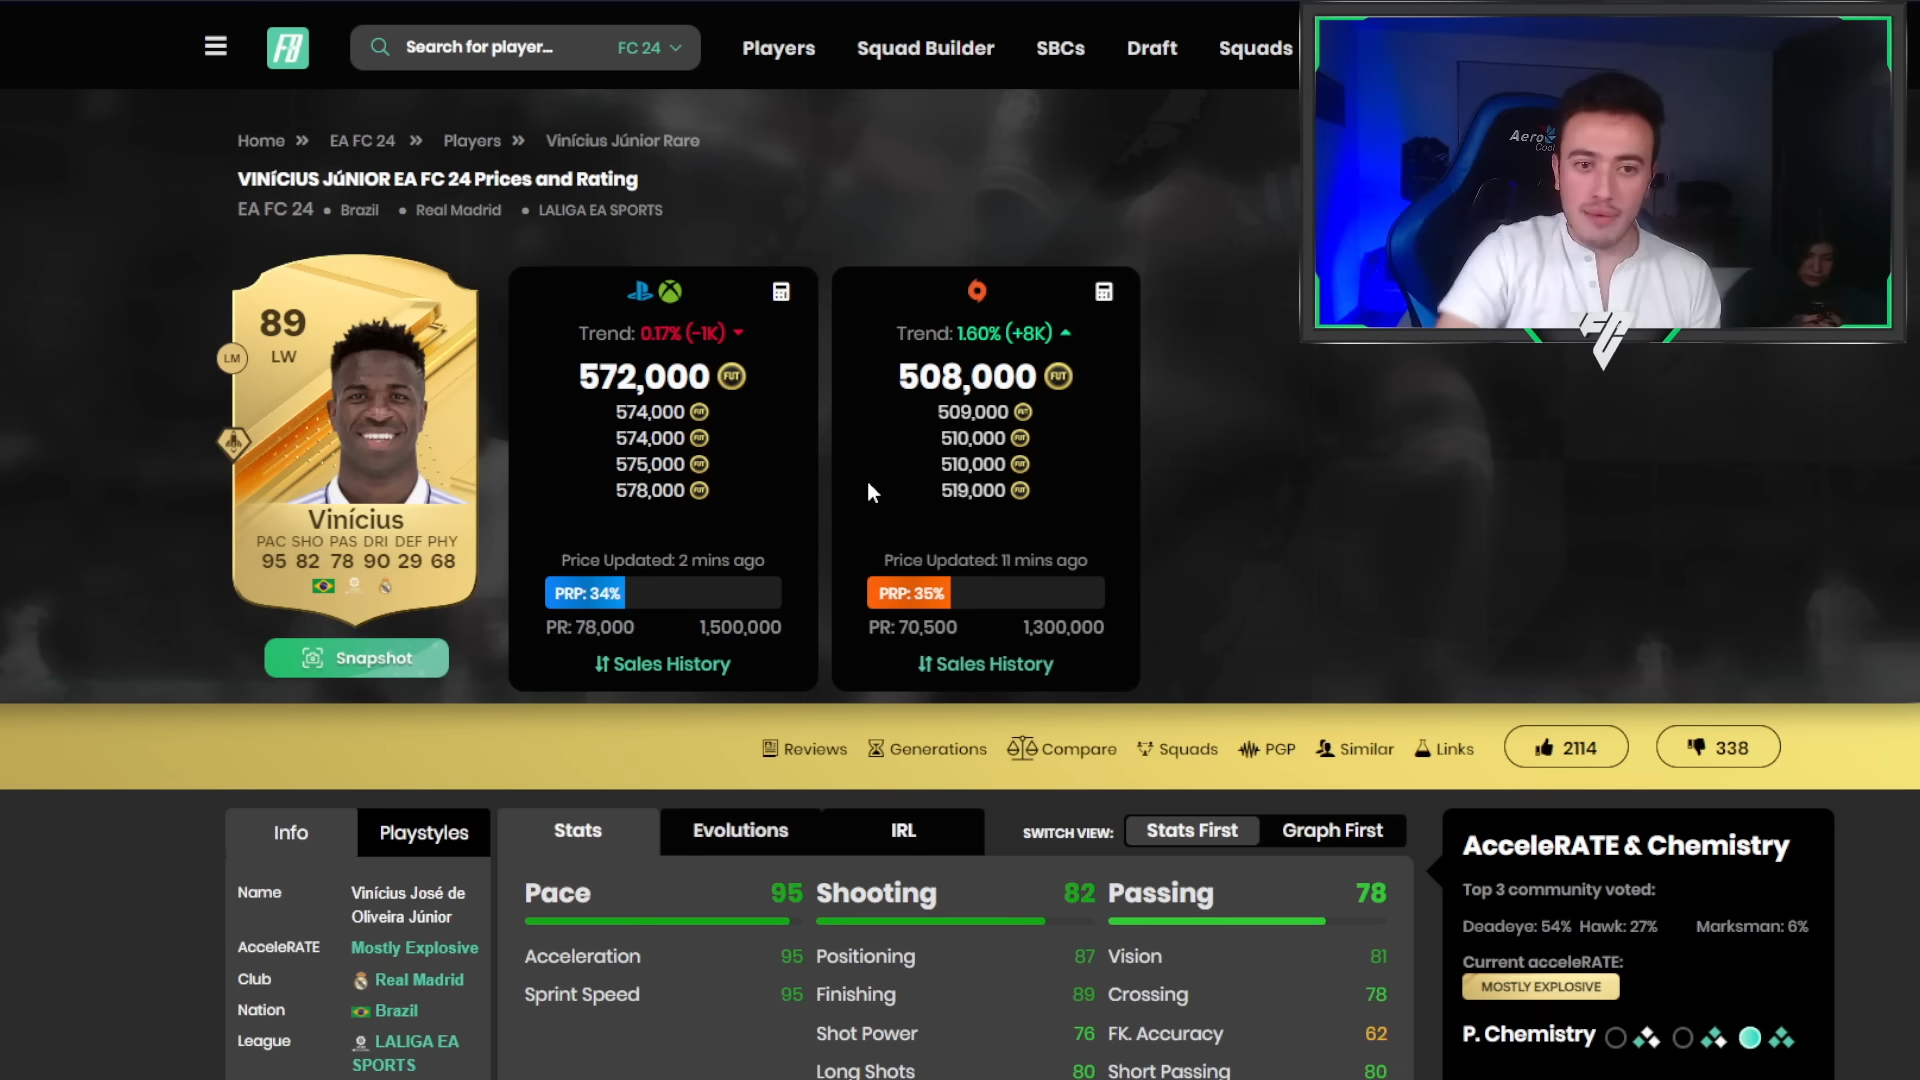 F8
Search for player...
FC 24
Players
Squad Builder
SBCs
Draft
Squads
Aero
Cool
Home » EA FC 24 » Players » Vinícius Júnior Rare
VINíCIUS JúNIOR EA FC 24 Prices and Rating
EA FC 24 • Brazil • Real Madrid • LALIGA EA SPORTS
89
LW
LM
Vinícius
PAC SHO PAS DRI DEF PHY
95 82 78 90 29 68
Snapshot
Trend: 0.17% (-1K)
572,000 FUT
574,000
574,000
575,000
578,000
Price Updated: 2 mins ago
PRP: 34%
PR: 78,000 1,500,000
Sales History
Trend: 1.60% (+8K)
508,000 FUT
509,000
510,000
510,000
519,000
Price Updated: 11 mins ago
PRP: 35%
PR: 70,500 1,300,000
Sales History
Reviews
Generations
Compare
Squads
PGP
Similar
Links
2114
338
Info
Playstyles
Name Vinícius José de
Oliveira Júnior
AcceleRATE Mostly Explosive
Club Real Madrid
Nation Brazil
League LALIGA EA
SPORTS
Stats
Evolutions
IRL
SWITCH VIEW:
Stats First
Graph First
Pace 95
Acceleration 95
Sprint Speed 95
Shooting 82
Positioning 87
Finishing 89
Shot Power 76
Long Shots 80
Passing 78
Vision 81
Crossing 78
FK. Accuracy 62
Short Passing 80
AcceleRATE & Chemistry
Top 3 community voted:
Deadeye: 54% Hawk: 27% Marksman: 6%
Current acceleRATE:
MOSTLY EXPLOSIVE
P. Chemistry